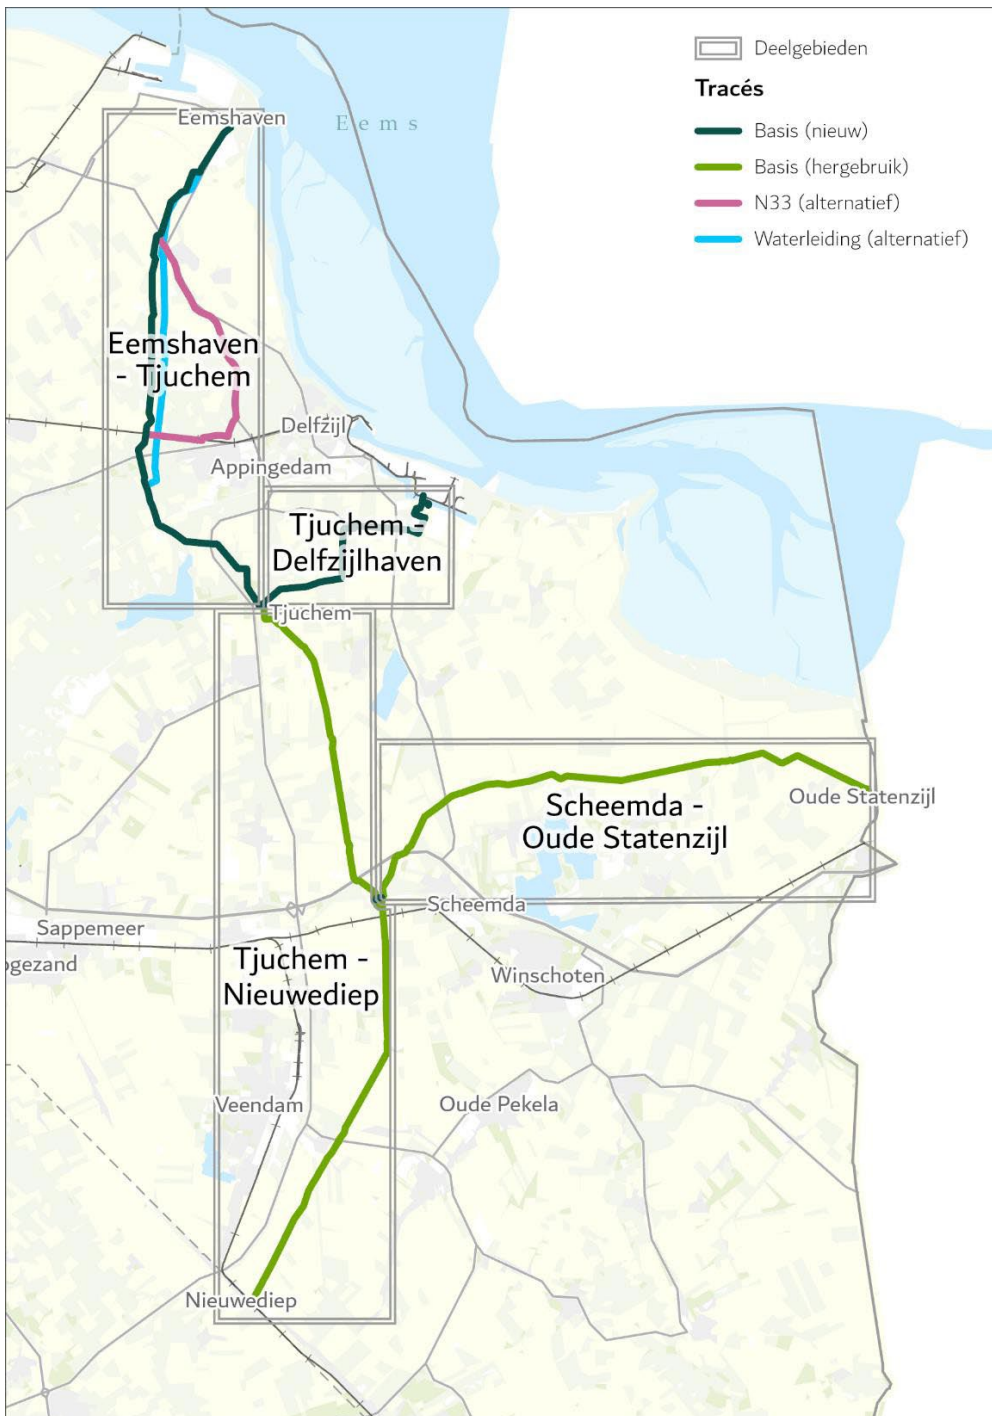 Deelgebieden
Tracés
Basis (nieuw)
Basis (hergebruik)
N33 (alternatief)
Waterleiding (alternatief)
Eemshaven
Eems
Eemshaven
- Tjuchem
Delfzijl
Appingedam
Tjuchem -
Delfzijlhaven
Tjuchem
Oude Statenzijl
Scheemda -
Oude Statenzijl
Scheemda
Sappemeer
ogezand
Tjuchem -
Nieuwediep
Winschoten
Veendam
Oude Pekela
Nieuwediep